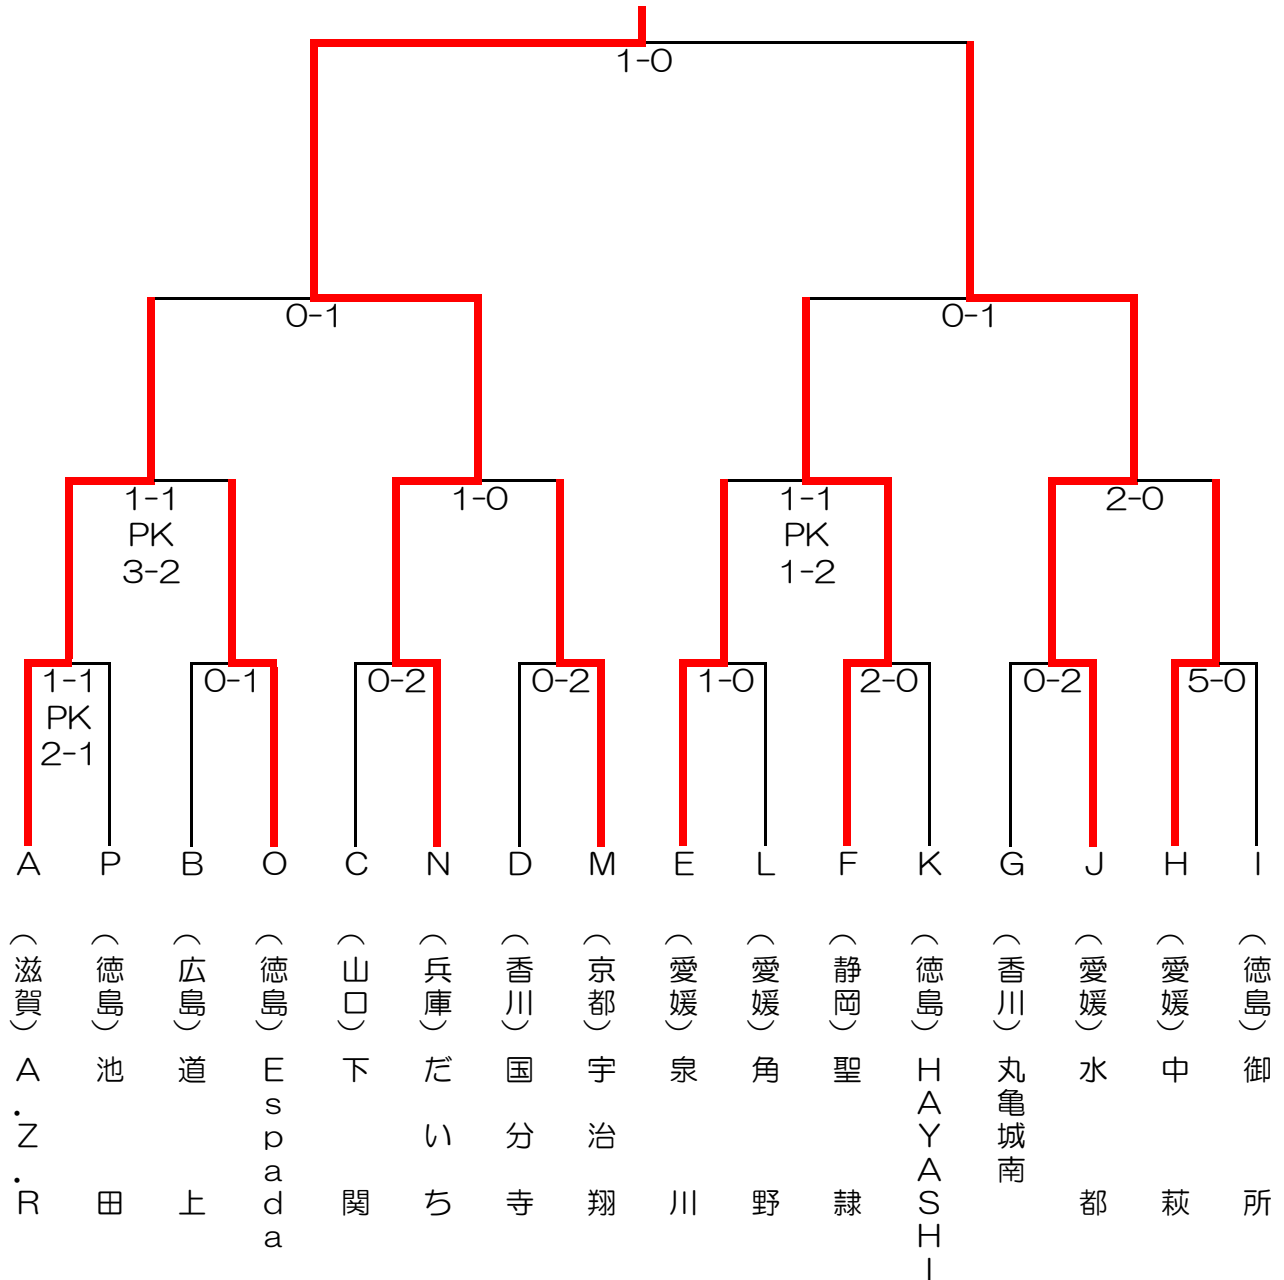 1-0
0-1
0-1
1-1
PK
3-2
1-0
1-1
PK
1-2
2-0
1-1
PK
2-1
0-1
0-2
0-2
1-0
2-0
0-2
5-0
A
P
B
O
C
N
D
M
E
L
F
K
G
J
H
I
(滋賀) A.Z.R
(徳島) 池田
(広島) 道上
(徳島) Espada
(山口) 下関
(兵庫) だいち
(香川) 国分寺
(京都) 宇治翔
(愛媛) 泉川
(愛媛) 角野
(静岡) 聖隷
(徳島) HAYASHI
(香川) 丸亀城南
(愛媛) 水都
(愛媛) 中萩
(徳島) 御所